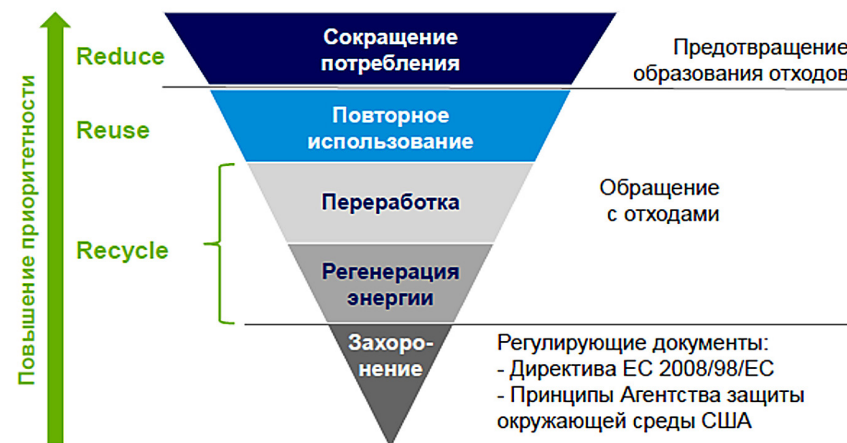 Повышение приоритетности
Reduce
Сокращение
потребления
Предотвращение
образования отходов
Reuse
Повторное
использование
Recycle
Переработка
Регенерация
энергии
Обращение
с отходами
Захоро-
нение
Регулирующие документы:
- Директива ЕС 2008/98/ЕС
- Принципы Агентства защиты
окружающей среды США